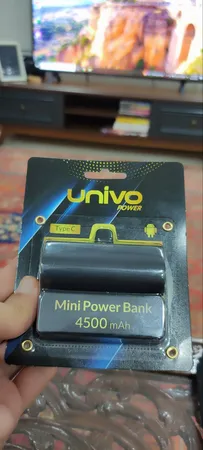 univo
POWER
Type C
Mini Power Bank
4500 mAh